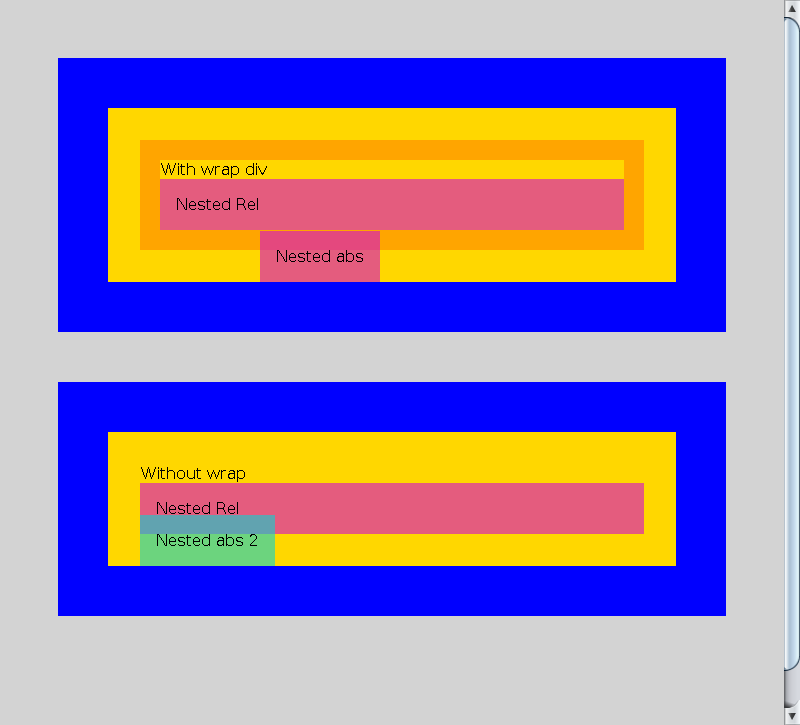 With wrap div
Nested Rel
Nested abs
Without wrap
Nested Rel
Nested abs 2